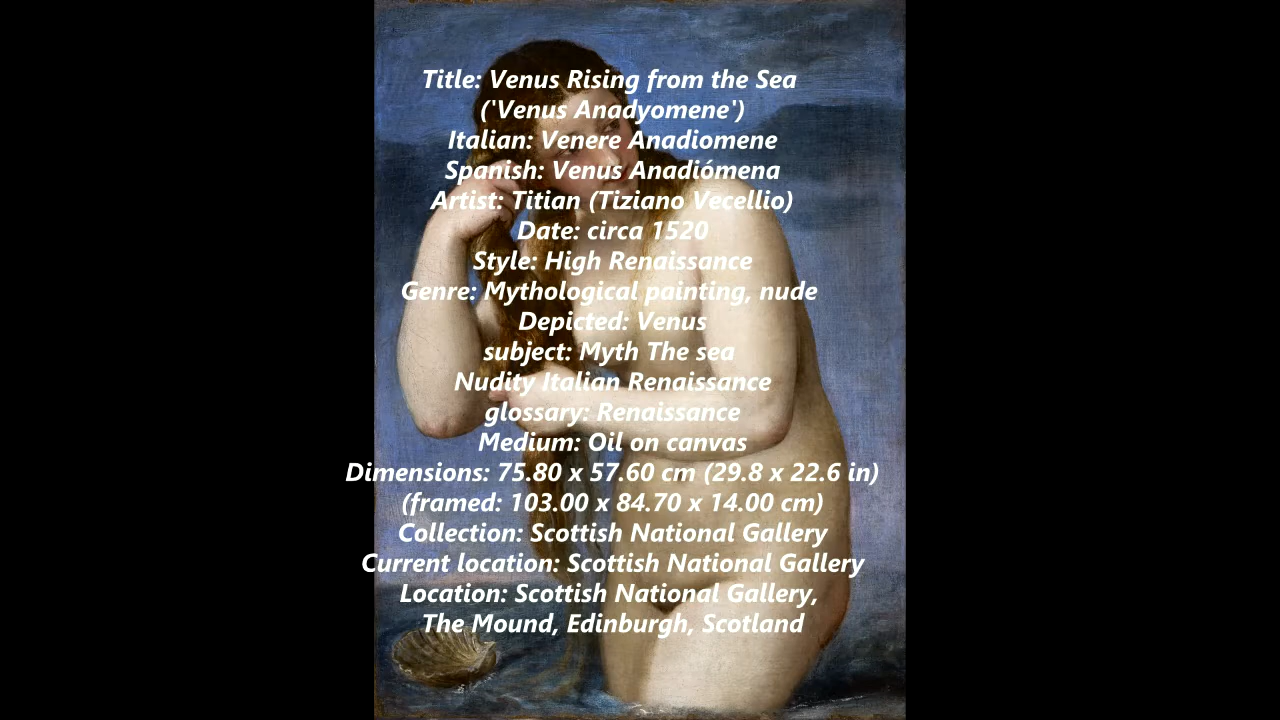 Title: Venus Rising from the Sea
('Venus Anadyomene')
Italian: Venere Anadiomene
Spanish: Venus Anadiómena
Artist: Titian (Tiziano Vecellio)
Date: circa 1520
Style: High Renaissance
Genre: Mythological painting, nude
Depicted: Venus
subject: Myth The sea
Nudity Italian Renaissance
glossary: Renaissance
Medium: Oil on canvas
Dimensions: 75.80 x 57.60 cm (29.8 x 22.6 in)
(framed: 103.00 x 84.70 x 14.00 cm)
Collection: Scottish National Gallery
Current location: Scottish National Gallery
Location: Scottish National Gallery,
The Mound, Edinburgh, Scotland